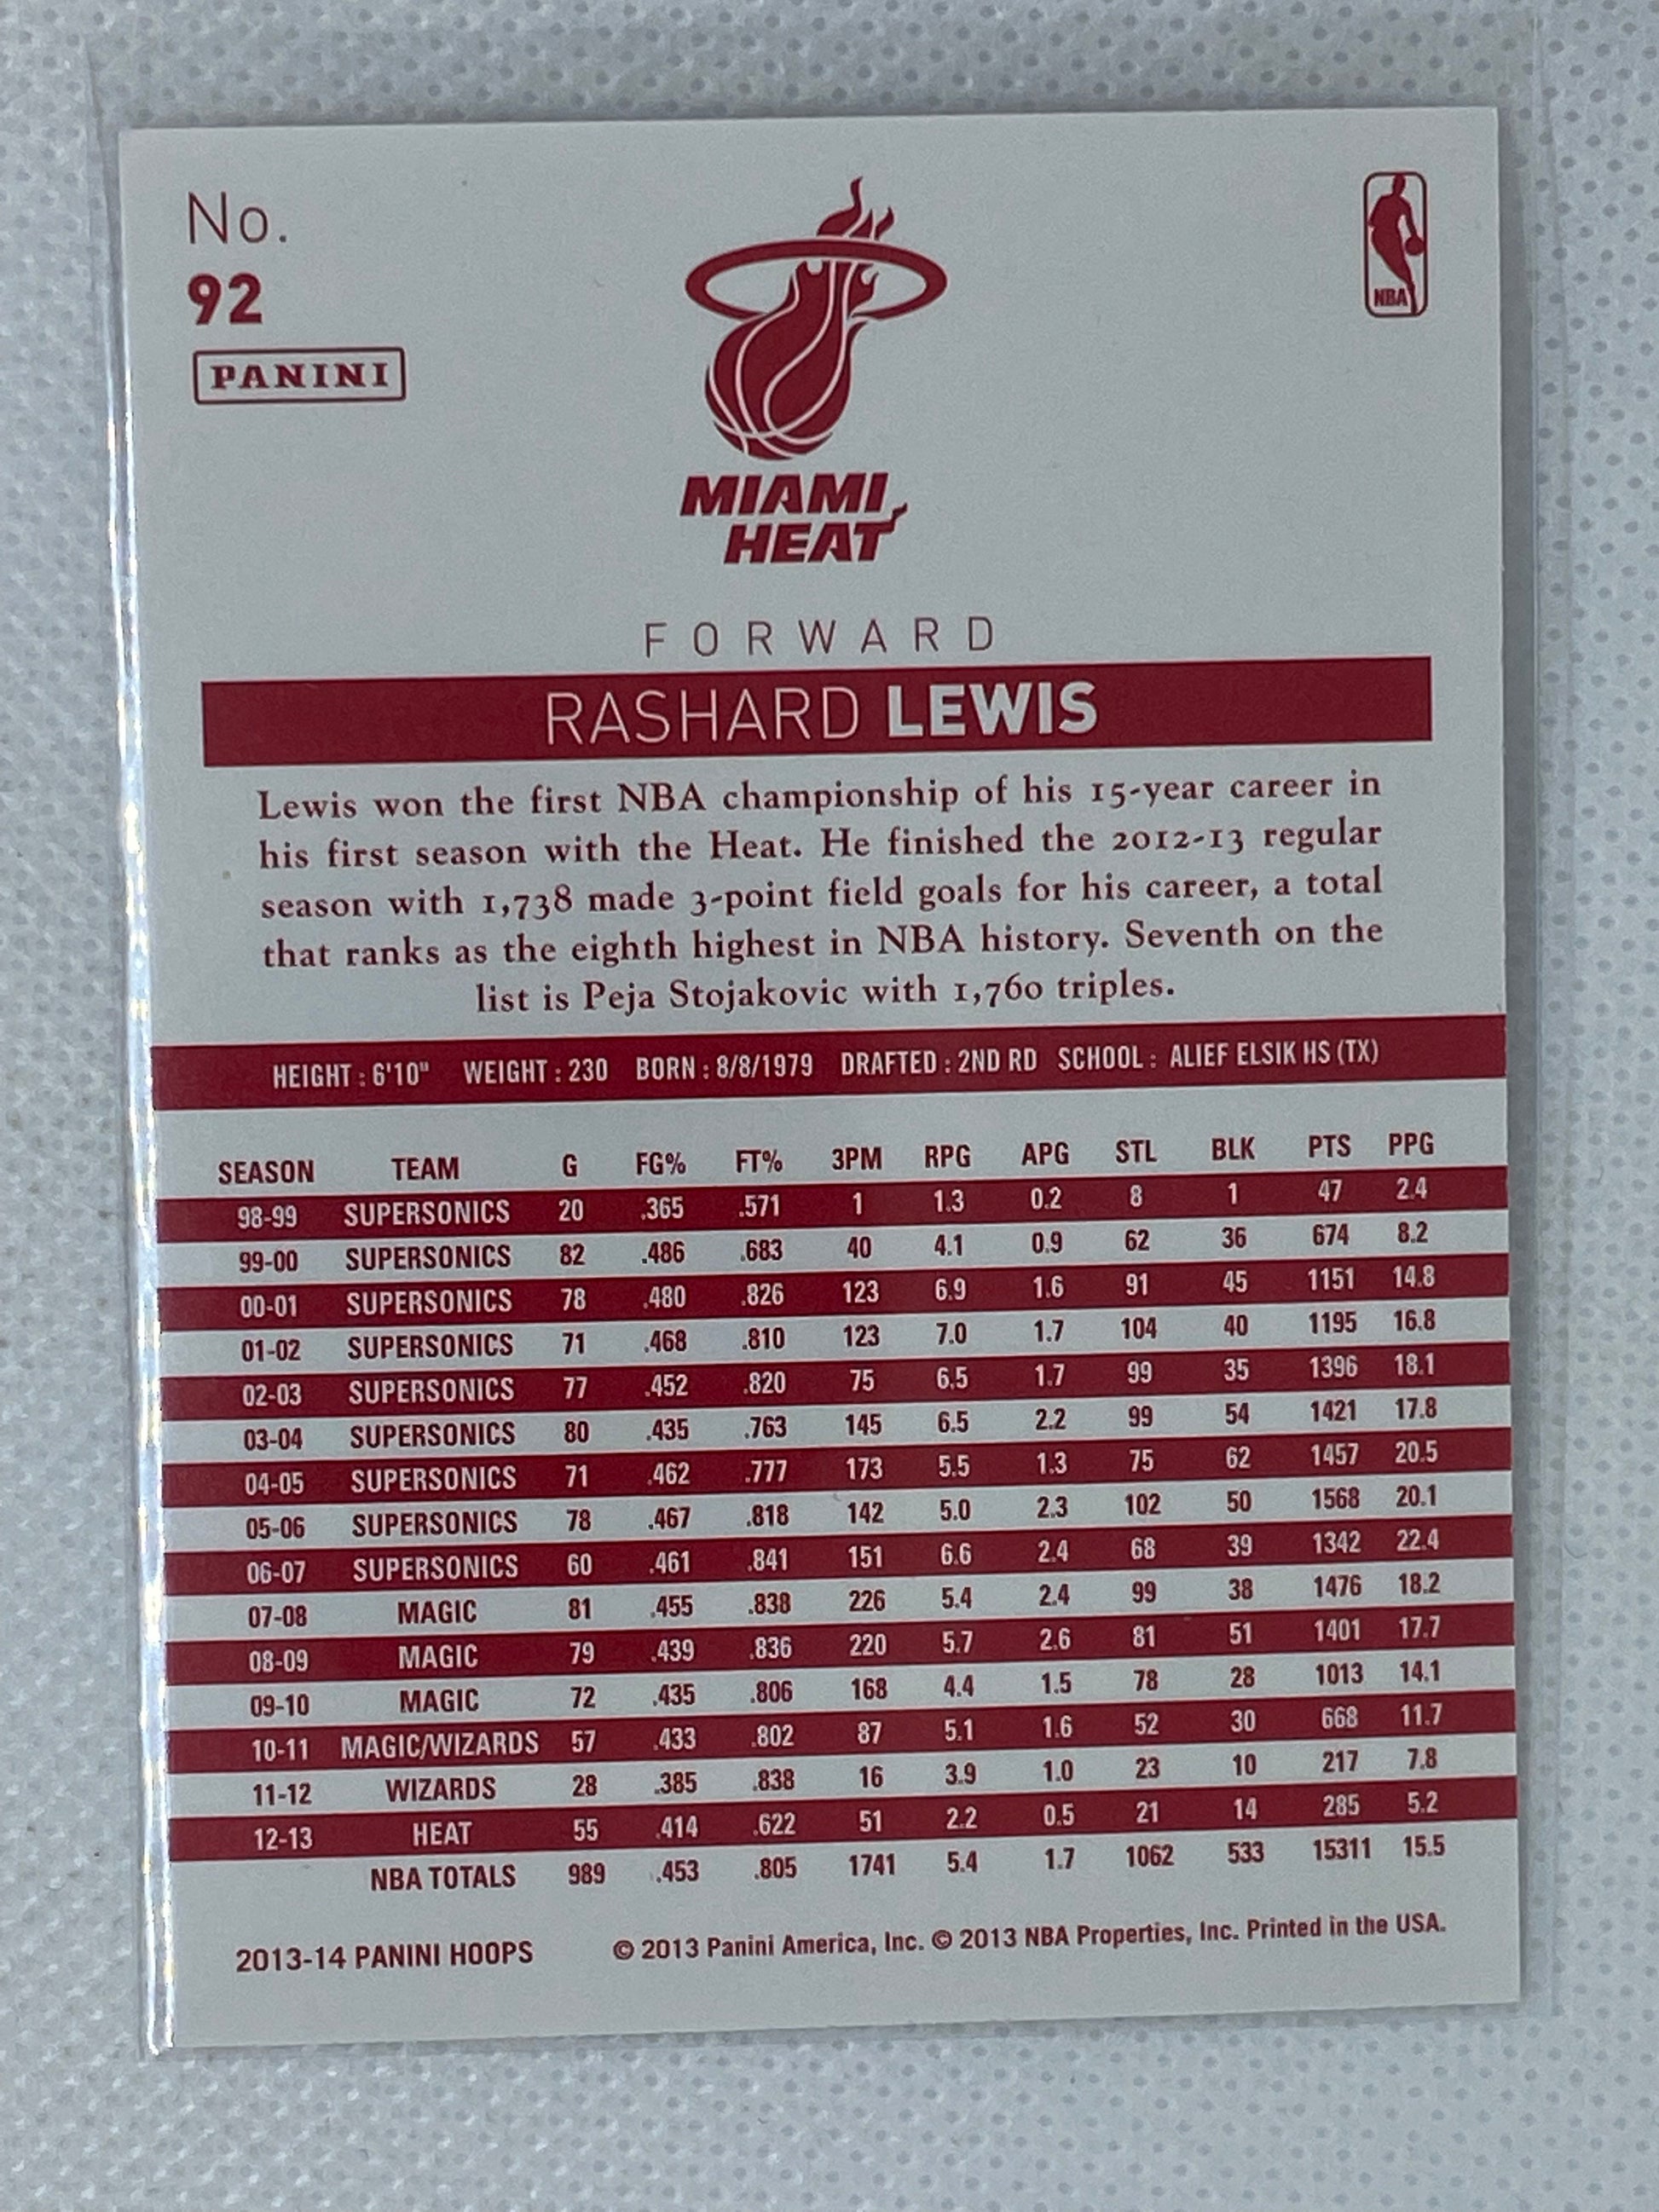 No.
92
PANINI
NBA
MIAMI
HEAT
FORWARD
RASHARD LEWIS
Lewis won the first NBA championship of his 15-year career in
his first season with the Heat. He finished the 2012-13 regular
season with 1,738 made 3-point field goals for his career, a total
that ranks as the eighth highest in NBA history. Seventh on the
list is Peja Stojakovic with 1,760 triples.
HEIGHT : 6'10" WEIGHT : 230 BORN : 8/8/1979 DRAFTED : 2ND RD SCHOOL : ALIEF ELSIK HS (TX)
SEASON TEAM G FG% FT% 3PM RPG APG STL BLK PTS PPG
98-99 SUPERSONICS 20 .365 .571 1 1.3 0.2 8 1 47 2.4
99-00 SUPERSONICS 82 .486 .683 40 4.1 0.9 62 36 674 8.2
00-01 SUPERSONICS 78 .480 .826 123 6.9 1.6 91 45 1151 14.8
01-02 SUPERSONICS 71 .468 .810 123 7.0 1.7 104 40 1195 16.8
02-03 SUPERSONICS 77 .452 .820 75 6.5 1.7 99 35 1396 18.1
03-04 SUPERSONICS 80 .435 .763 145 6.5 2.2 99 54 1421 17.8
04-05 SUPERSONICS 71 .462 .777 173 5.5 1.3 75 62 1457 20.5
05-06 SUPERSONICS 78 .467 .818 142 5.0 2.3 102 50 1568 20.1
06-07 SUPERSONICS 60 .461 .841 151 6.6 2.4 68 39 1342 22.4
07-08 MAGIC 81 .455 .838 226 5.4 2.4 99 38 1476 18.2
08-09 MAGIC 79 .439 .836 220 5.7 2.6 81 51 1401 17.7
09-10 MAGIC 72 .435 .806 168 4.4 1.5 78 28 1013 14.1
10-11 MAGIC/WIZARDS 57 .433 .802 87 5.1 1.6 52 30 668 11.7
11-12 WIZARDS 28 .385 .838 16 3.9 1.0 23 10 217 7.8
12-13 HEAT 55 .414 .622 51 2.2 0.5 21 14 285 5.2
NBA TOTALS 989 .453 .805 1741 5.4 1.7 1062 533 15311 15.5
2013-14 PANINI HOOPS © 2013 Panini America, Inc. © 2013 NBA Properties, Inc. Printed in the USA.